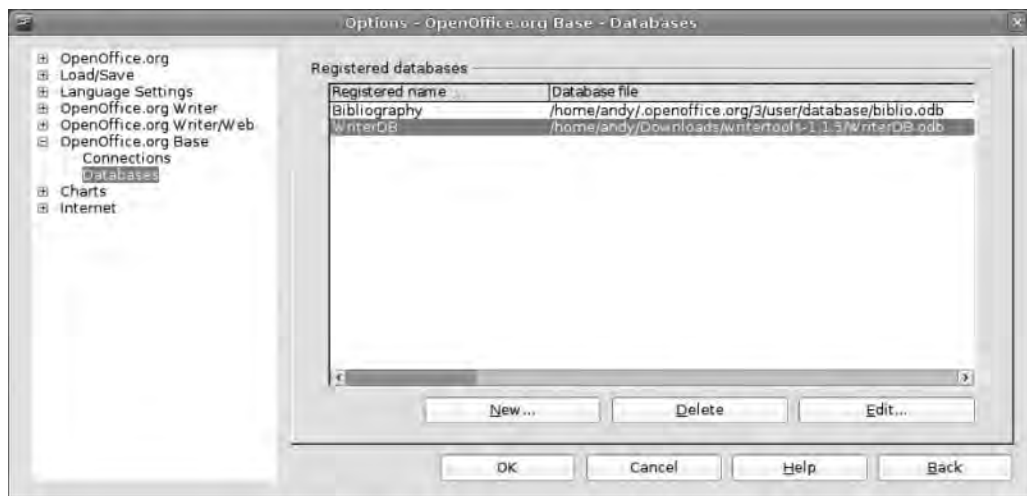 Options - OpenOffice.org Base - Databases
OpenOffice.org
Load/Save
Language Settings
OpenOffice.org Writer
OpenOffice.org Writer/Web
OpenOffice.org Base
Connections
Databases
Charts
Internet
Registered databases
Registered name Database file
Bibliography /home/andy/.openoffice.org/3/user/database/biblio.odb
WriterDB /home/andy/Downloads/writertools-1.1.5/WriterDB.odb
New... Delete Edit...
OK Cancel Help Back